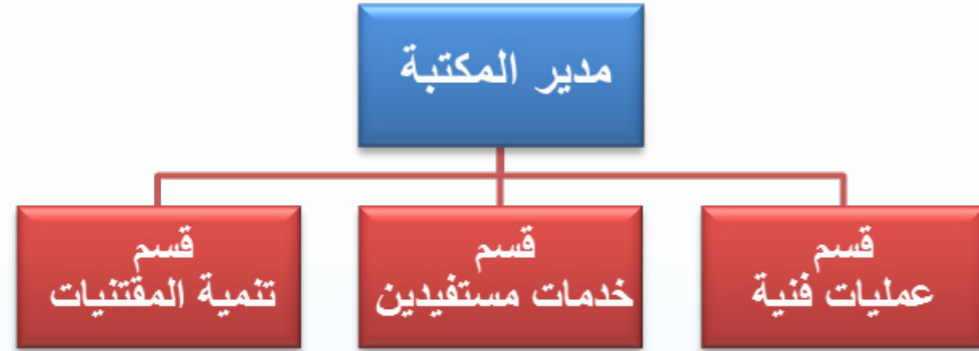 مدير المكتبة
قسم
عمليات فنية
قسم
خدمات مستفيدين
قسم
تنمية المقتنيات